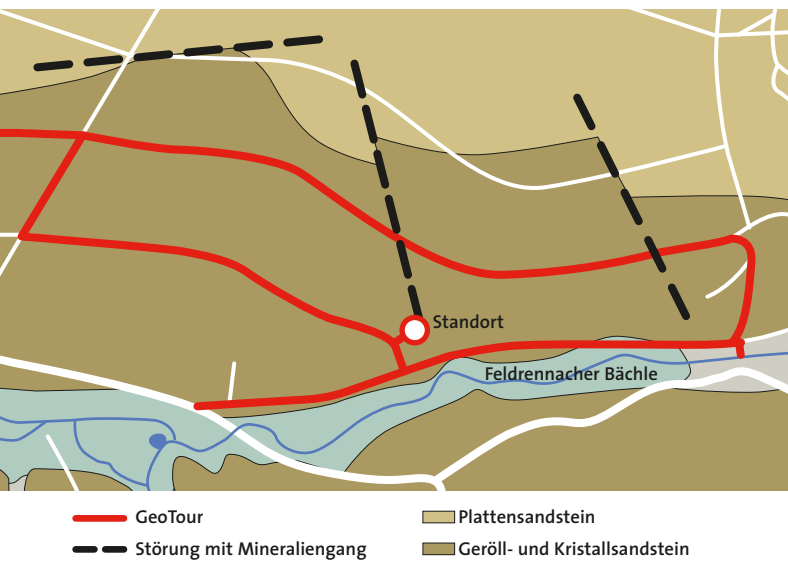 Standort
Feldrennacher Bächle
GeoTour
Plattensandstein
Störung mit Mineraliengang
Geröll- und Kristallsandstein